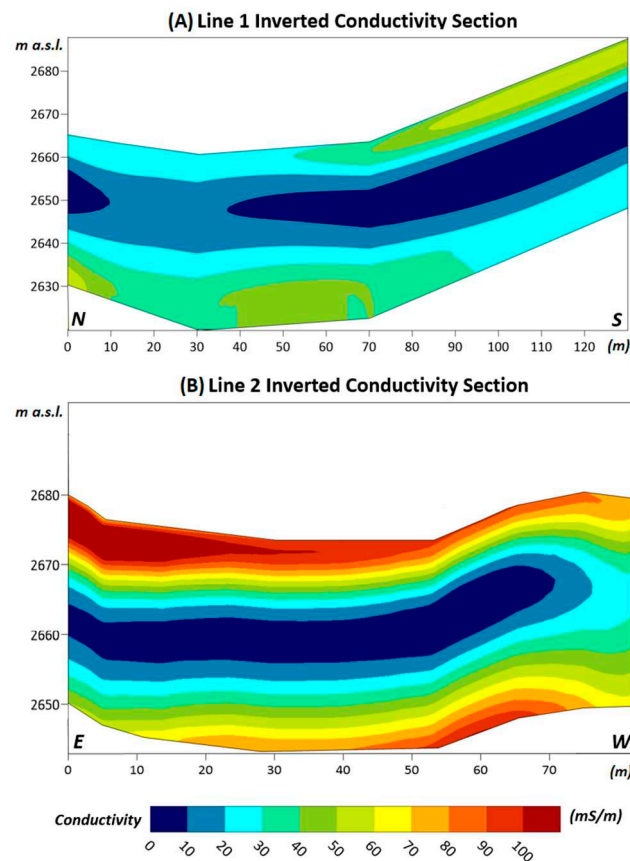 (A) Line 1 Inverted Conductivity Section
m a.s.l.
2680
2670
2660
2650
2640
2630
N S
0 10 20 30 40 50 60 70 80 90 100 110 120 (m)
(B) Line 2 Inverted Conductivity Section
m a.s.l.
2680
2670
2660
2650
E W
0 10 20 30 40 50 60 70 (m)
Conductivity (mS/m)
0 10 20 30 40 50 60 70 80 90 100